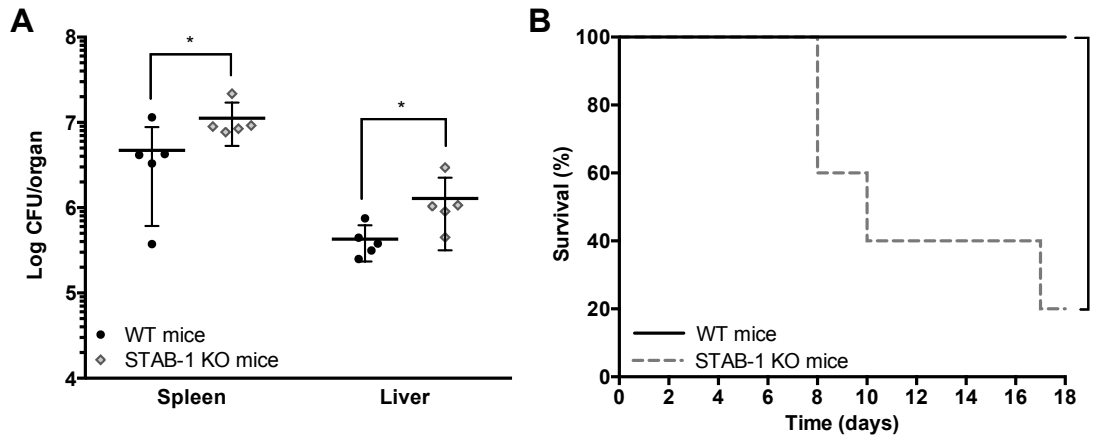 A
8
7
6
5
4
Log CFU/organ
*
*
WT mice
STAB-1 KO mice
Spleen
Liver
B
100
80
60
40
20
0
Survival (%)
WT mice
STAB-1 KO mice
0 2 4 6 8 10 12 14 16 18
Time (days)